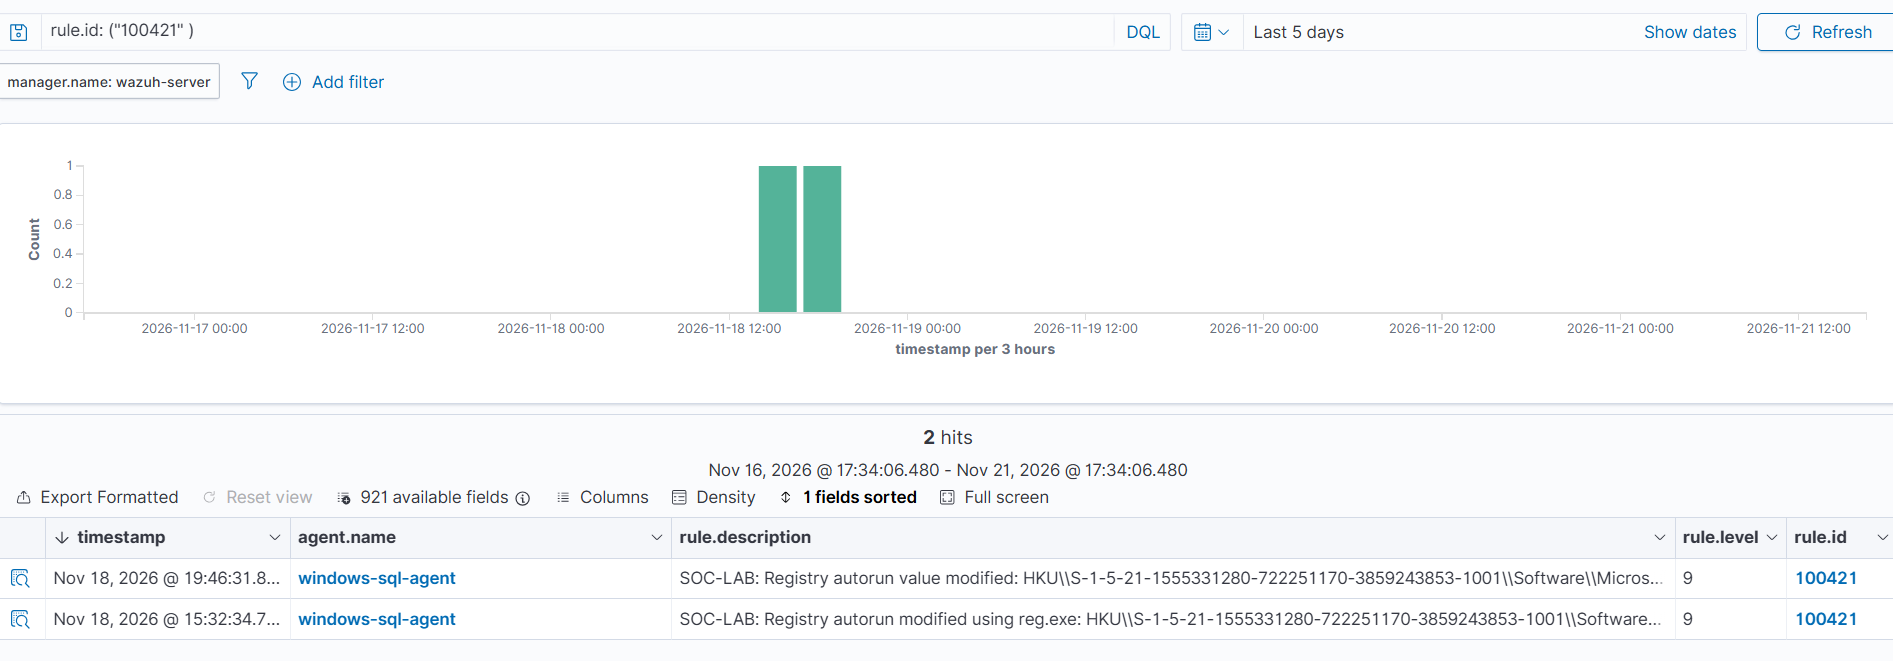 rule.id: ("100421" ) DQL Last 5 days Show dates Refresh
manager.name: wazuh-server Add filter
1
0.8
0.6
0.4
0.2
0
Count
2026-11-17 00:00 2026-11-17 12:00 2026-11-18 00:00 2026-11-18 12:00 2026-11-19 00:00 2026-11-19 12:00 2026-11-20 00:00 2026-11-20 12:00 2026-11-21 00:00 2026-11-21 12:00
timestamp per 3 hours
2 hits
Nov 16, 2026 @ 17:34:06.480 - Nov 21, 2026 @ 17:34:06.480
Export Formatted Reset view 921 available fields Columns Density 1 fields sorted Full screen
timestamp agent.name rule.description rule.level rule.id
Nov 18, 2026 @ 19:46:31.8... windows-sql-agent SOC-LAB: Registry autorun value modified: HKU\\S-1-5-21-1555331280-722251170-3859243853-1001\\Software\\Micros... 9 100421
Nov 18, 2026 @ 15:32:34.7... windows-sql-agent SOC-LAB: Registry autorun modified using reg.exe: HKU\\S-1-5-21-1555331280-722251170-3859243853-1001\\Software... 9 100421